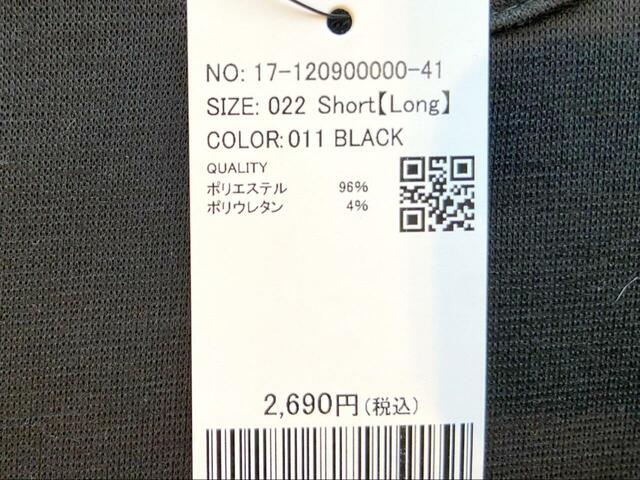 NO: 17-120900000-41
SIZE: 022 Short【Long】
COLOR: 011 BLACK
QUALITY
ポリエステル 96%
ポリウレタン 4%
2,690円(税込)